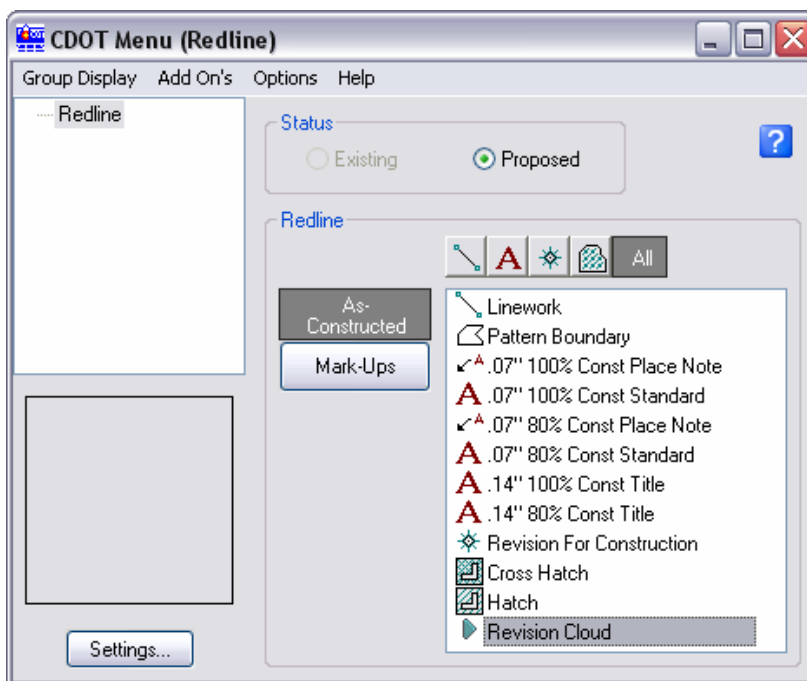 CDOT Menu (Redline)
Group Display Add On's Options Help
Redline
Status
Existing Proposed
?
Redline
A All
As-
Constructed
Mark-Ups
Linework
Pattern Boundary
A .07" 100% Const Place Note
A .07" 100% Const Standard
A .07" 80% Const Place Note
A .07" 80% Const Standard
A .14" 100% Const Title
A .14" 80% Const Title
Revision For Construction
Cross Hatch
Hatch
Revision Cloud
Settings...